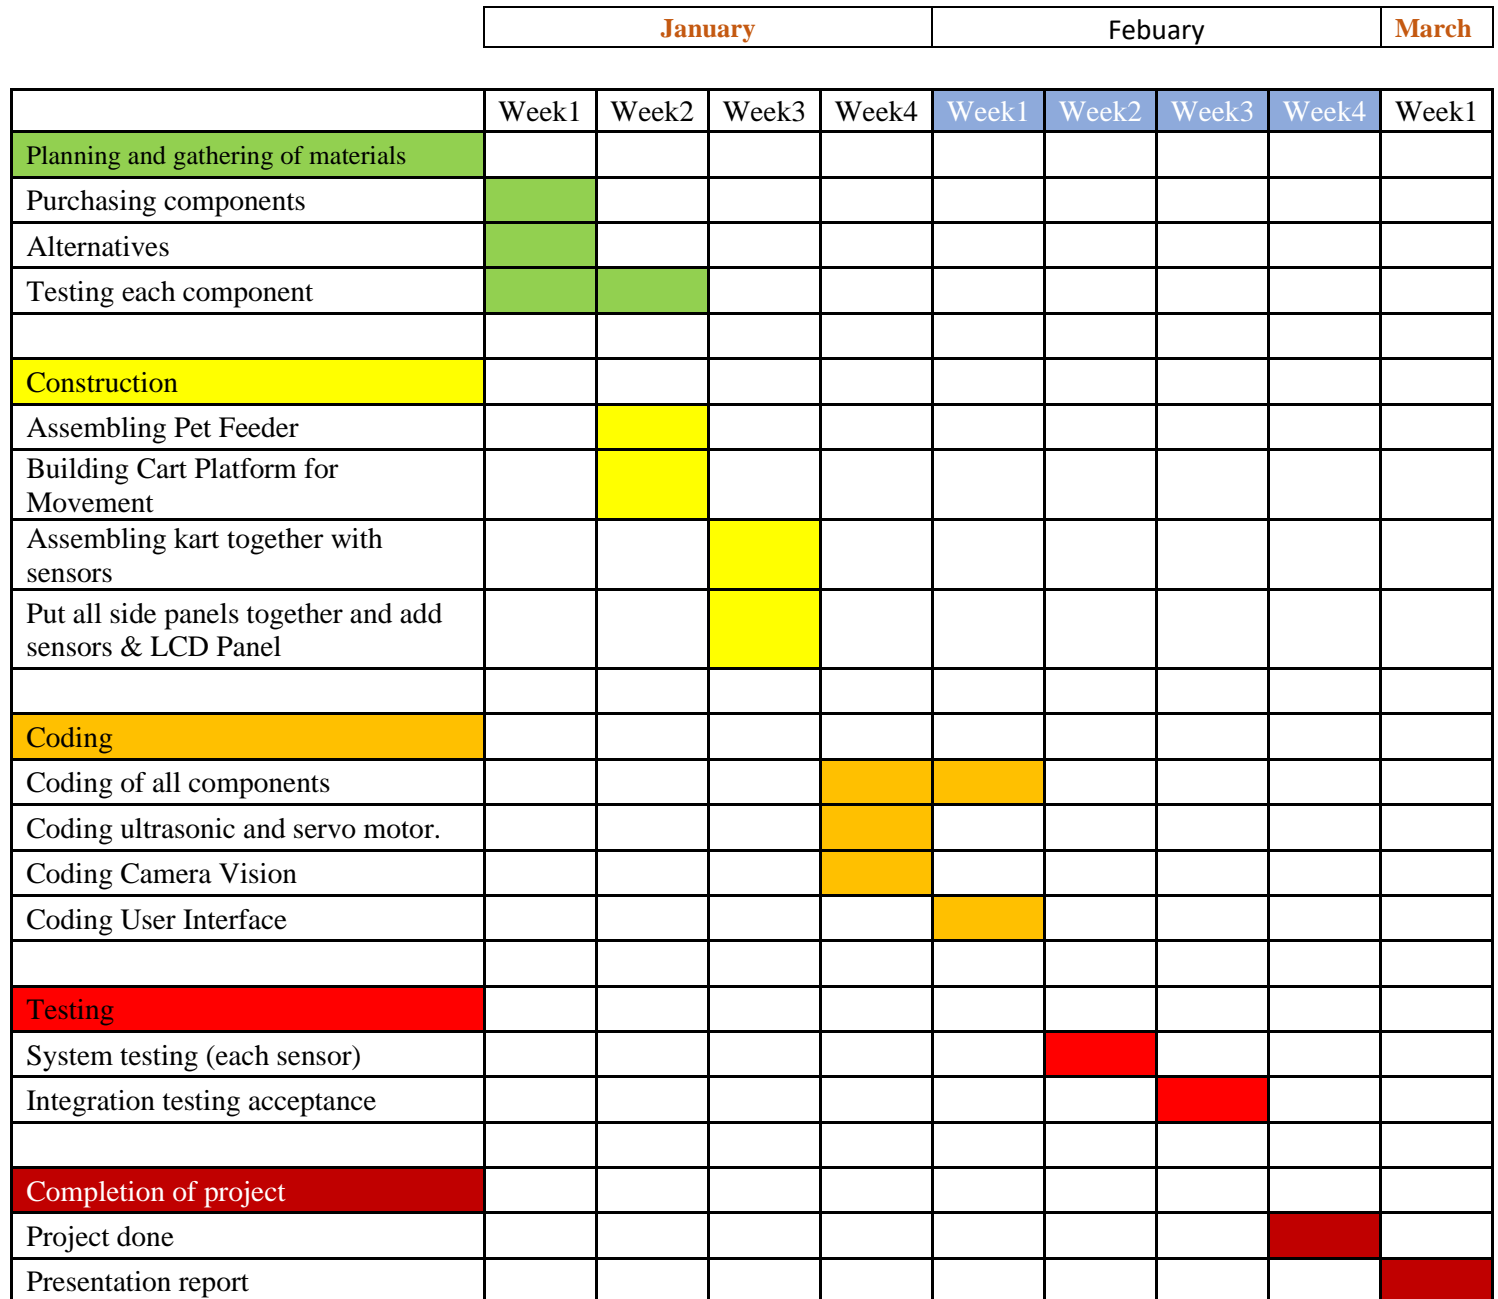 January Febuary March
Week1 Week2 Week3 Week4 Week1 Week2 Week3 Week4 Week1
Planning and gathering of materials
Purchasing components
Alternatives
Testing each component
Construction
Assembling Pet Feeder
Building Cart Platform for
Movement
Assembling kart together with
sensors
Put all side panels together and add
sensors & LCD Panel
Coding
Coding of all components
Coding ultrasonic and servo motor.
Coding Camera Vision
Coding User Interface
Testing
System testing (each sensor)
Integration testing acceptance
Completion of project
Project done
Presentation report